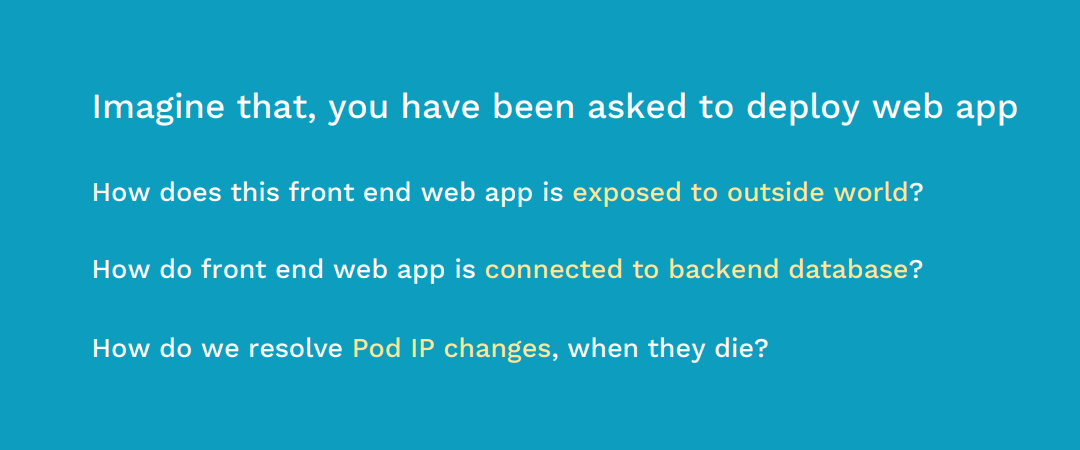 Imagine that, you have been asked to deploy web app
How does this front end web app is exposed to outside world?
How do front end web app is connected to backend database?
How do we resolve Pod IP changes, when they die?